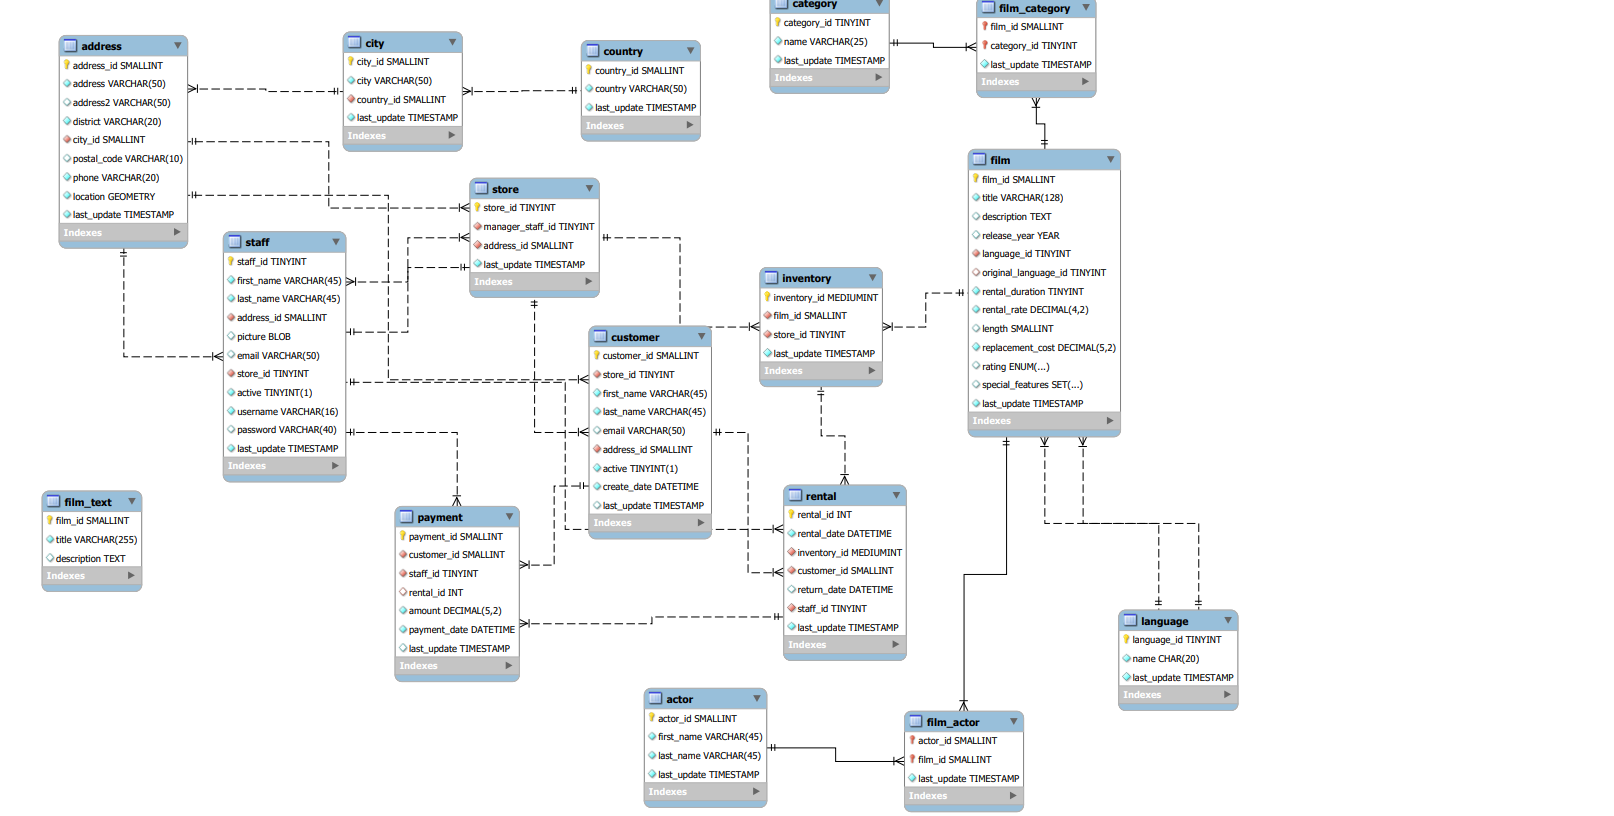 address
address_id SMALLINT
address VARCHAR(50)
address2 VARCHAR(50)
district VARCHAR(20)
city_id SMALLINT
postal_code VARCHAR(10)
phone VARCHAR(20)
location GEOMETRY
last_update TIMESTAMP
Indexes
city
city_id SMALLINT
city VARCHAR(50)
country_id SMALLINT
last_update TIMESTAMP
Indexes
country
country_id SMALLINT
country VARCHAR(50)
last_update TIMESTAMP
Indexes
category
category_id TINYINT
name VARCHAR(25)
last_update TIMESTAMP
Indexes
film_category
film_id SMALLINT
category_id TINYINT
last_update TIMESTAMP
Indexes
staff
staff_id TINYINT
first_name VARCHAR(45)
last_name VARCHAR(45)
address_id SMALLINT
picture BLOB
email VARCHAR(50)
store_id TINYINT
active TINYINT(1)
username VARCHAR(16)
password VARCHAR(40)
last_update TIMESTAMP
Indexes
store
store_id TINYINT
manager_staff_id TINYINT
address_id SMALLINT
last_update TIMESTAMP
Indexes
customer
customer_id SMALLINT
store_id TINYINT
first_name VARCHAR(45)
last_name VARCHAR(45)
email VARCHAR(50)
address_id SMALLINT
active TINYINT(1)
create_date DATETIME
last_update TIMESTAMP
Indexes
inventory
inventory_id MEDIUMINT
film_id SMALLINT
store_id TINYINT
last_update TIMESTAMP
Indexes
film
film_id SMALLINT
title VARCHAR(128)
description TEXT
release_year YEAR
language_id TINYINT
original_language_id TINYINT
rental_duration TINYINT
rental_rate DECIMAL(4,2)
length SMALLINT
replacement_cost DECIMAL(5,2)
rating ENUM(...)
special_features SET(...)
last_update TIMESTAMP
Indexes
film_text
film_id SMALLINT
title VARCHAR(255)
description TEXT
Indexes
payment
payment_id SMALLINT
customer_id SMALLINT
staff_id TINYINT
rental_id INT
amount DECIMAL(5,2)
payment_date DATETIME
last_update TIMESTAMP
Indexes
rental
rental_id INT
rental_date DATETIME
inventory_id MEDIUMINT
customer_id SMALLINT
return_date DATETIME
staff_id TINYINT
last_update TIMESTAMP
Indexes
language
language_id TINYINT
name CHAR(20)
last_update TIMESTAMP
Indexes
actor
actor_id SMALLINT
first_name VARCHAR(45)
last_name VARCHAR(45)
last_update TIMESTAMP
Indexes
film_actor
actor_id SMALLINT
film_id SMALLINT
last_update TIMESTAMP
Indexes